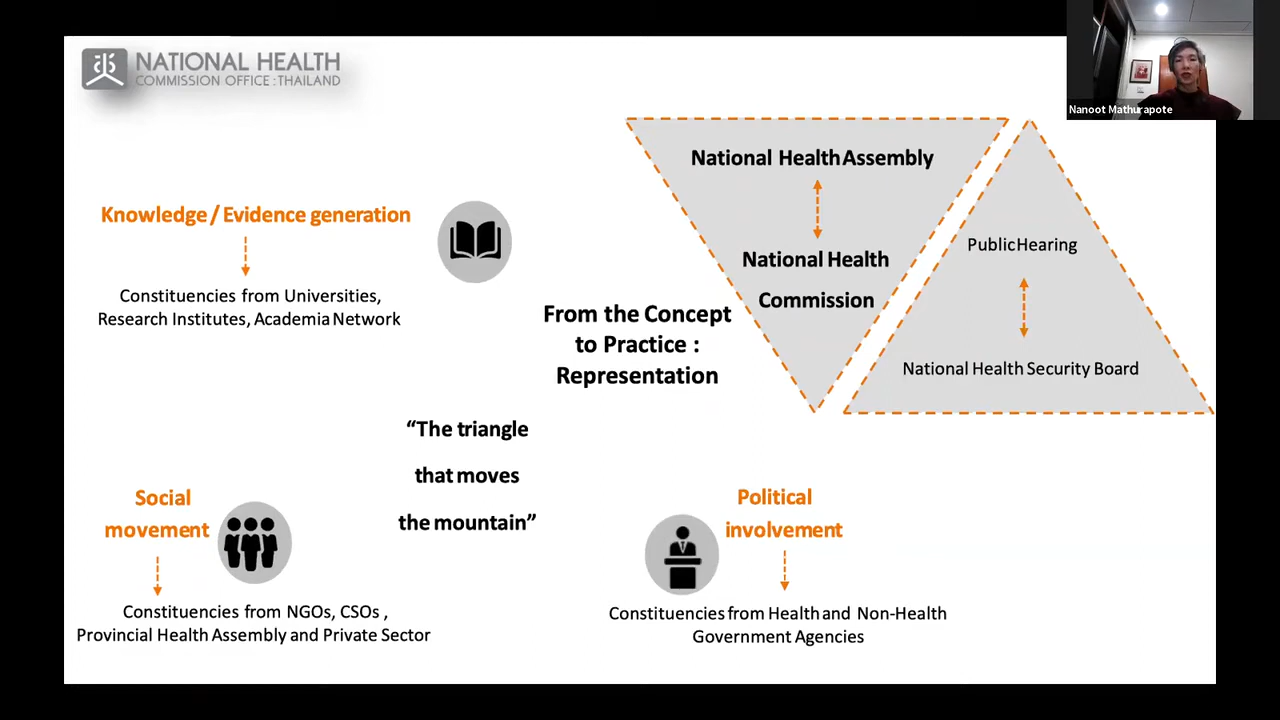 NATIONAL HEALTH
COMMISSION OFFICE : THAILAND
Nanoot Mathurapote
National Health Assembly
National Health
Commission
Public Hearing
National Health Security Board
Knowledge / Evidence generation
Constituencies from Universities,
Research Institutes, Academia Network
From the Concept
to Practice :
Representation
“The triangle
that moves
the mountain”
Social
movement
Constituencies from NGOs, CSOs ,
Provincial Health Assembly and Private Sector
Political
involvement
Constituencies from Health and Non-Health
Government Agencies